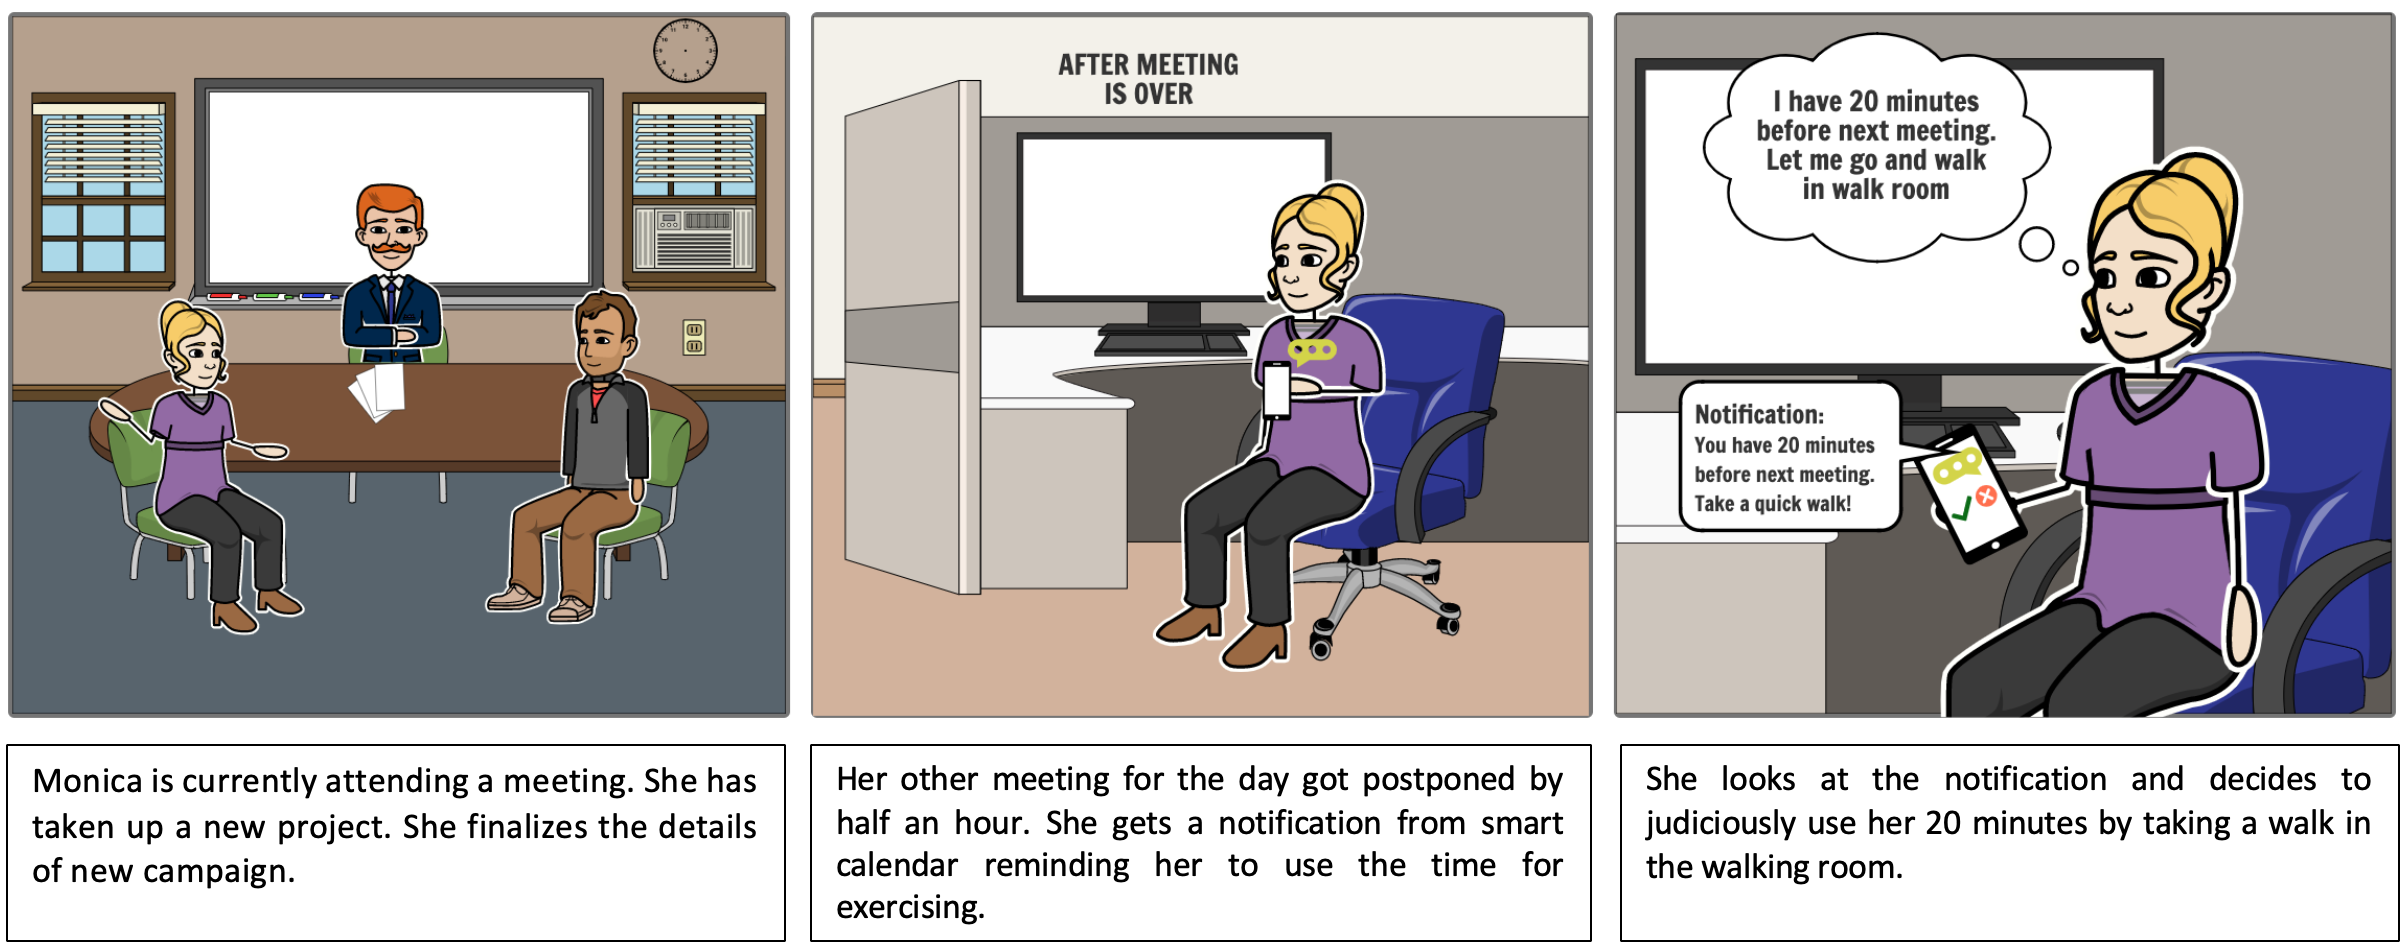 AFTER MEETING
IS OVER
I have 20 minutes
before next meeting.
Let me go and walk
in walk room
Notification:
You have 20 minutes
before next meeting.
Take a quick walk!
Monica is currently attending a meeting. She has
taken up a new project. She finalizes the details
of new campaign.
Her other meeting for the day got postponed by
half an hour. She gets a notification from smart
calendar reminding her to use the time for
exercising.
She looks at the notification and decides to
judiciously use her 20 minutes by taking a walk in
the walking room.